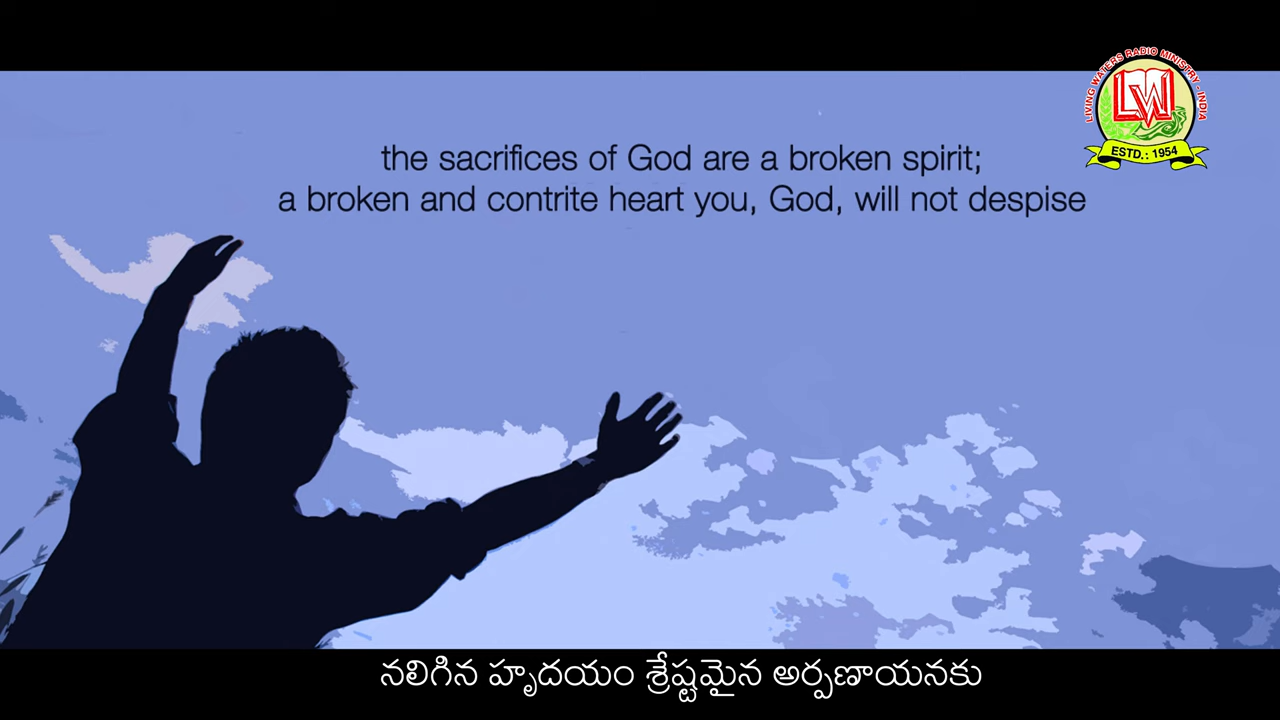 LIVING WATERS RADIO MINISTRY - INDIA
LW
ESTD.: 1954
the sacrifices of God are a broken spirit;
a broken and contrite heart you, God, will not despise
నలిగిన హృదయం శ్రేష్టమైన అర్పణాయనకు